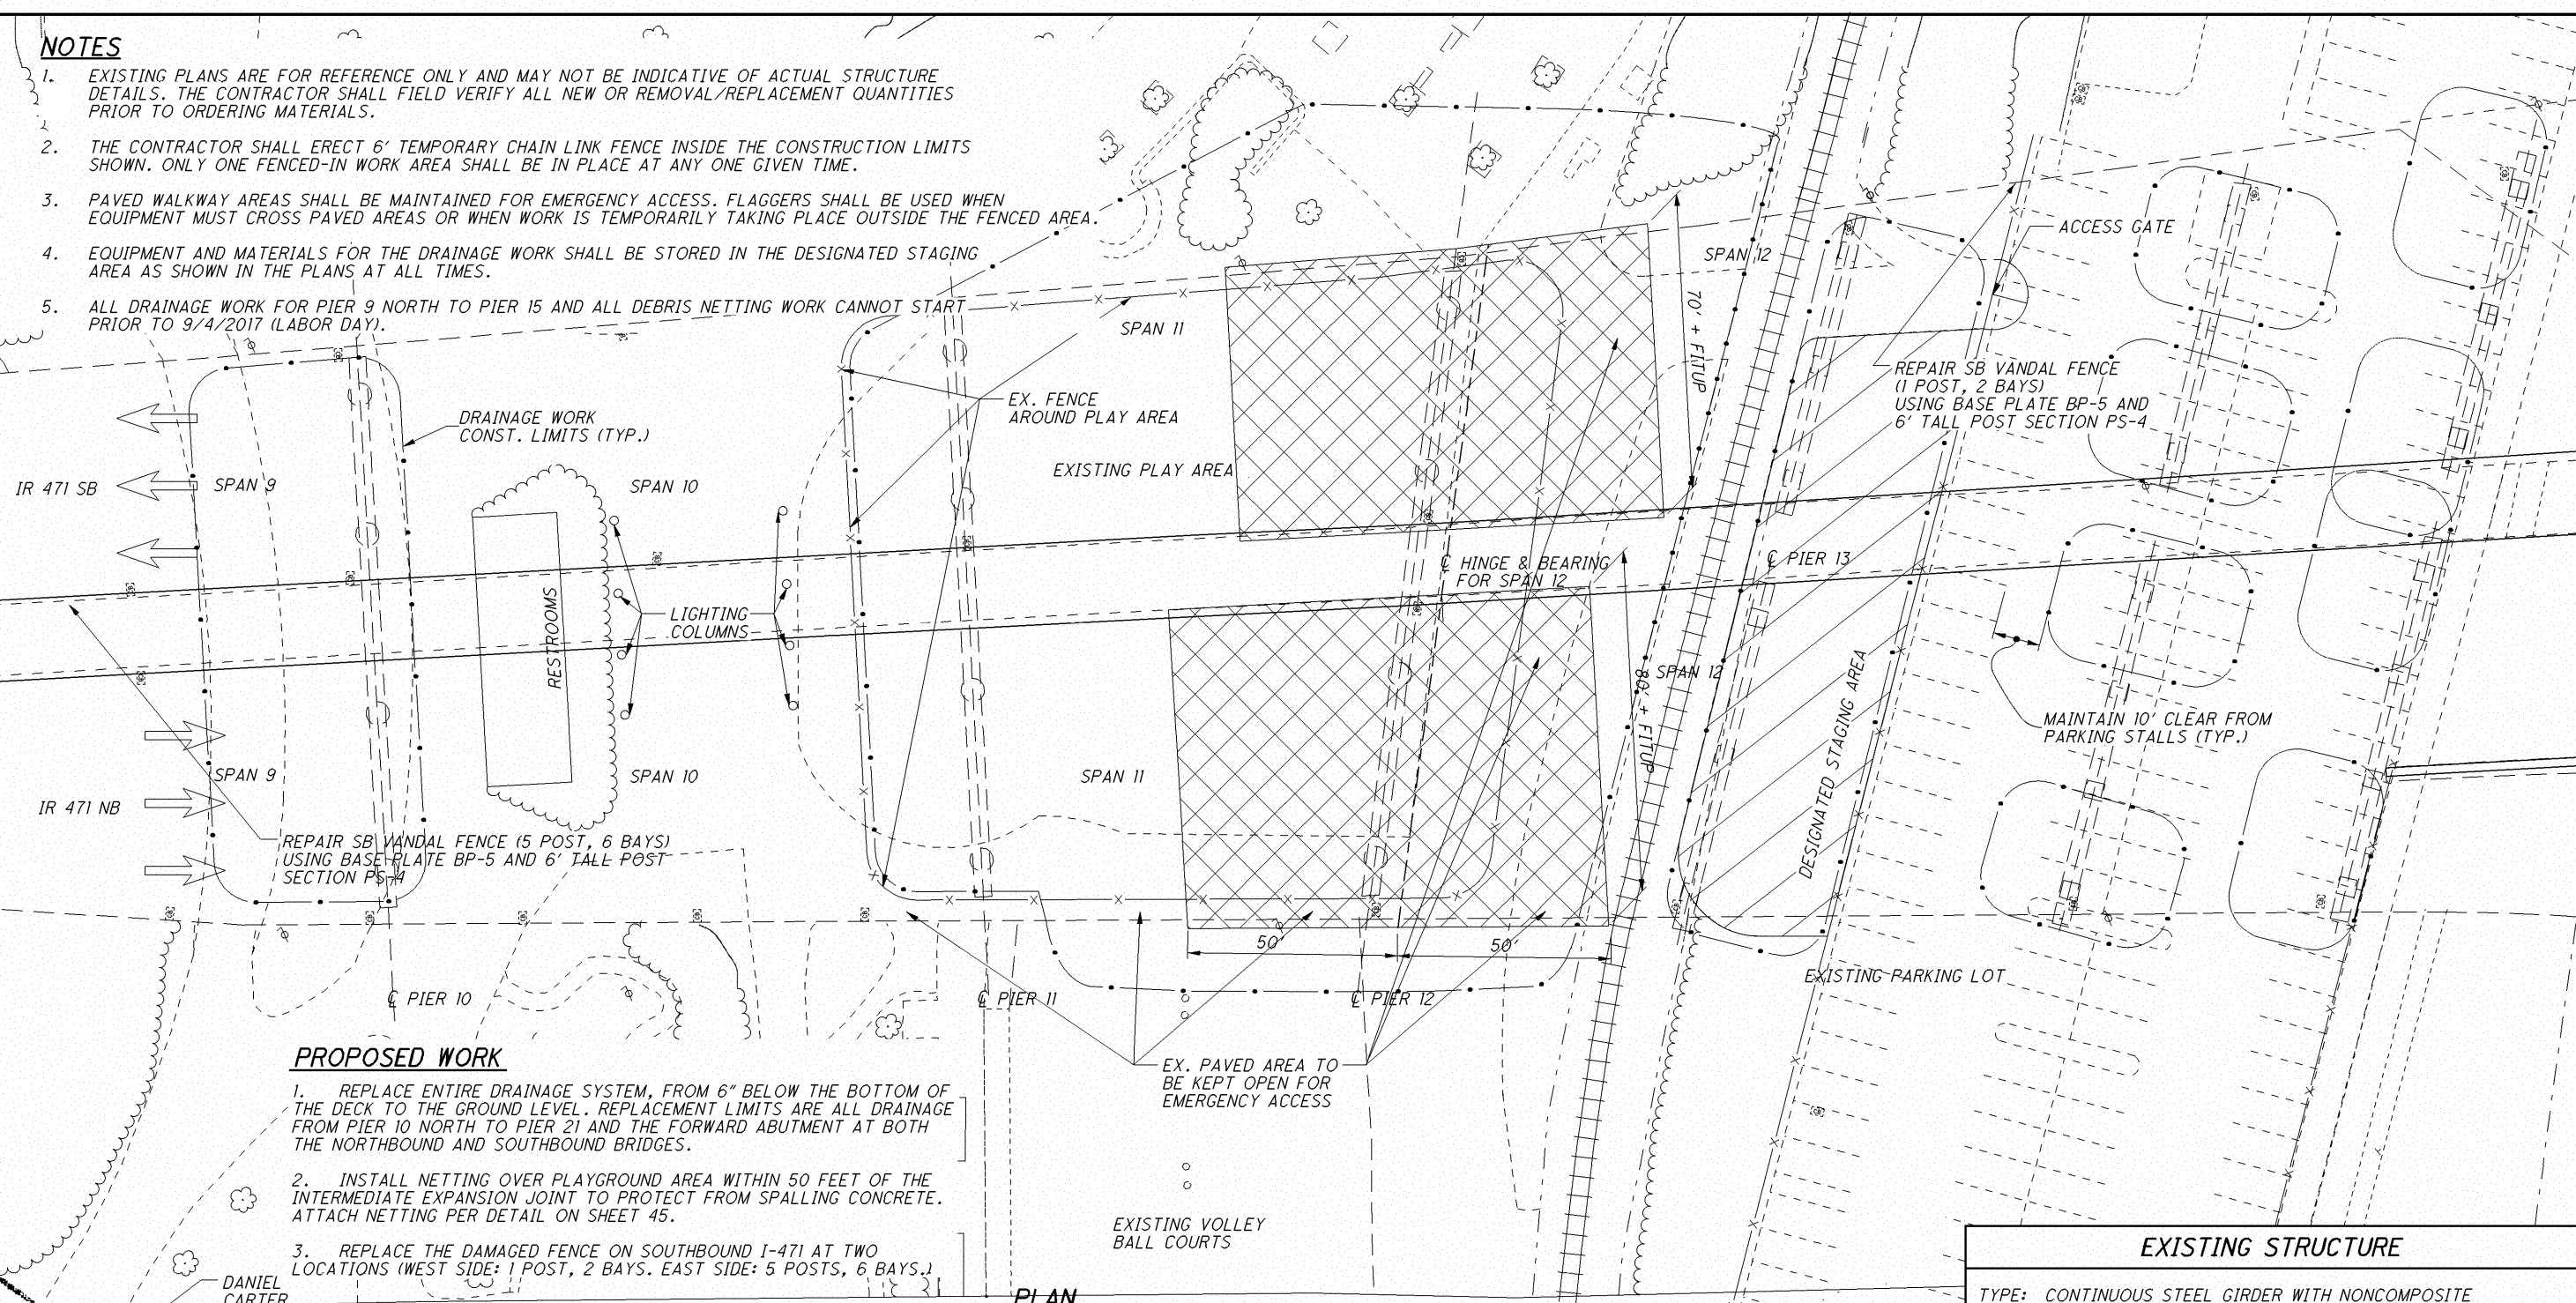 NOTES
1. EXISTING PLANS ARE FOR REFERENCE ONLY AND MAY NOT BE INDICATIVE OF ACTUAL STRUCTURE
DETAILS. THE CONTRACTOR SHALL FIELD VERIFY ALL NEW OR REMOVAL/REPLACEMENT QUANTITIES
PRIOR TO ORDERING MATERIALS.
2. THE CONTRACTOR SHALL ERECT 6' TEMPORARY CHAIN LINK FENCE INSIDE THE CONSTRUCTION LIMITS
SHOWN. ONLY ONE FENCED-IN WORK AREA SHALL BE IN PLACE AT ANY ONE GIVEN TIME.
3. PAVED WALKWAY AREAS SHALL BE MAINTAINED FOR EMERGENCY ACCESS. FLAGGERS SHALL BE USED WHEN
EQUIPMENT MUST CROSS PAVED AREAS OR WHEN WORK IS TEMPORARILY TAKING PLACE OUTSIDE THE FENCED AREA.
4. EQUIPMENT AND MATERIALS FOR THE DRAINAGE WORK SHALL BE STORED IN THE DESIGNATED STAGING
AREA AS SHOWN IN THE PLANS AT ALL TIMES.
5. ALL DRAINAGE WORK FOR PIER 9 NORTH TO PIER 15 AND ALL DEBRIS NETTING WORK CANNOT START
PRIOR TO 9/4/2017 (LABOR DAY).
ACCESS GATE
SPAN 12
SPAN 11
70' + FITUP
REPAIR SB VANDAL FENCE
(1 POST, 2 BAYS)
USING BASE PLATE BP-5 AND
6' TALL POST SECTION PS-4
EX. FENCE
AROUND PLAY AREA
DRAINAGE WORK
CONST. LIMITS (TYP.)
EXISTING PLAY AREA
IR 471 SB
SPAN 9
SPAN 10
℄ HINGE & BEARING
FOR SPAN 12
℄ PIER 13
RESTROOMS
LIGHTING
COLUMNS
80' + FITUP
SPAN 12
DESIGNATED STAGING AREA
MAINTAIN 10' CLEAR FROM
PARKING STALLS (TYP.)
SPAN 9
SPAN 10
SPAN 11
IR 471 NB
REPAIR SB VANDAL FENCE (5 POST, 6 BAYS)
USING BASE PLATE BP-5 AND 6' TALL POST
SECTION PS-4
50'
50'
EXISTING PARKING LOT
℄ PIER 10
℄ PIER 11
℄ PIER 12
PROPOSED WORK
1. REPLACE ENTIRE DRAINAGE SYSTEM, FROM 6" BELOW THE BOTTOM OF
THE DECK TO THE GROUND LEVEL. REPLACEMENT LIMITS ARE ALL DRAINAGE
FROM PIER 10 NORTH TO PIER 21 AND THE FORWARD ABUTMENT AT BOTH
THE NORTHBOUND AND SOUTHBOUND BRIDGES.
2. INSTALL NETTING OVER PLAYGROUND AREA WITHIN 50 FEET OF THE
INTERMEDIATE EXPANSION JOINT TO PROTECT FROM SPALLING CONCRETE.
ATTACH NETTING PER DETAIL ON SHEET 45.
3. REPLACE THE DAMAGED FENCE ON SOUTHBOUND I-471 AT TWO
LOCATIONS (WEST SIDE: 1 POST, 2 BAYS. EAST SIDE: 5 POSTS, 6 BAYS.)
EX. PAVED AREA TO
BE KEPT OPEN FOR
EMERGENCY ACCESS
EXISTING VOLLEY
BALL COURTS
DANIEL
CARTER
PLAN
EXISTING STRUCTURE
TYPE: CONTINUOUS STEEL GIRDER WITH NONCOMPOSITE